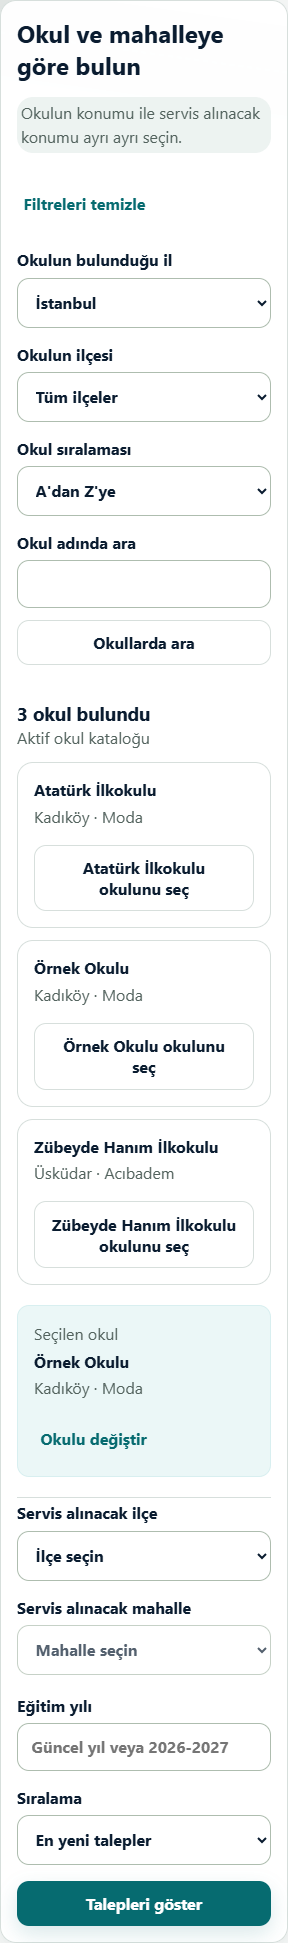 Okul ve mahalleye
göre bulun
Okulun konumu ile servis alınacak
konumu ayrı ayrı seçin.
Filtreleri temizle
Okulun bulunduğu il
İstanbul
Okulun ilçesi
Tüm ilçeler
Okul sıralaması
A'dan Z'ye
Okul adında ara
Okullarda ara
3 okul bulundu
Aktif okul kataloğu
Atatürk İlkokulu
Kadıköy · Moda
Atatürk İlkokulu
okulunu seç
Örnek Okulu
Kadıköy · Moda
Örnek Okulu okulunu
seç
Zübeyde Hanım İlkokulu
Üsküdar · Acıbadem
Zübeyde Hanım İlkokulu
okulunu seç
Seçilen okul
Örnek Okulu
Kadıköy · Moda
Okulu değiştir
Servis alınacak ilçe
İlçe seçin
Servis alınacak mahalle
Mahalle seçin
Eğitim yılı
Güncel yıl veya 2026-2027
Sıralama
En yeni talepler
Talepleri göster